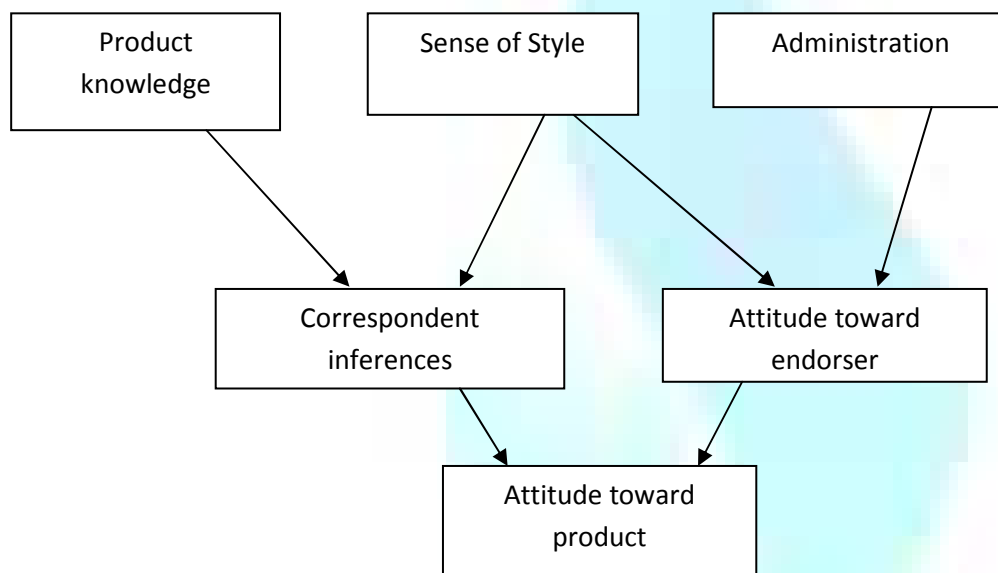 Product
knowledge
Sense of Style
Administration
Correspondent
inferences
Attitude toward
endorser
Attitude toward
product